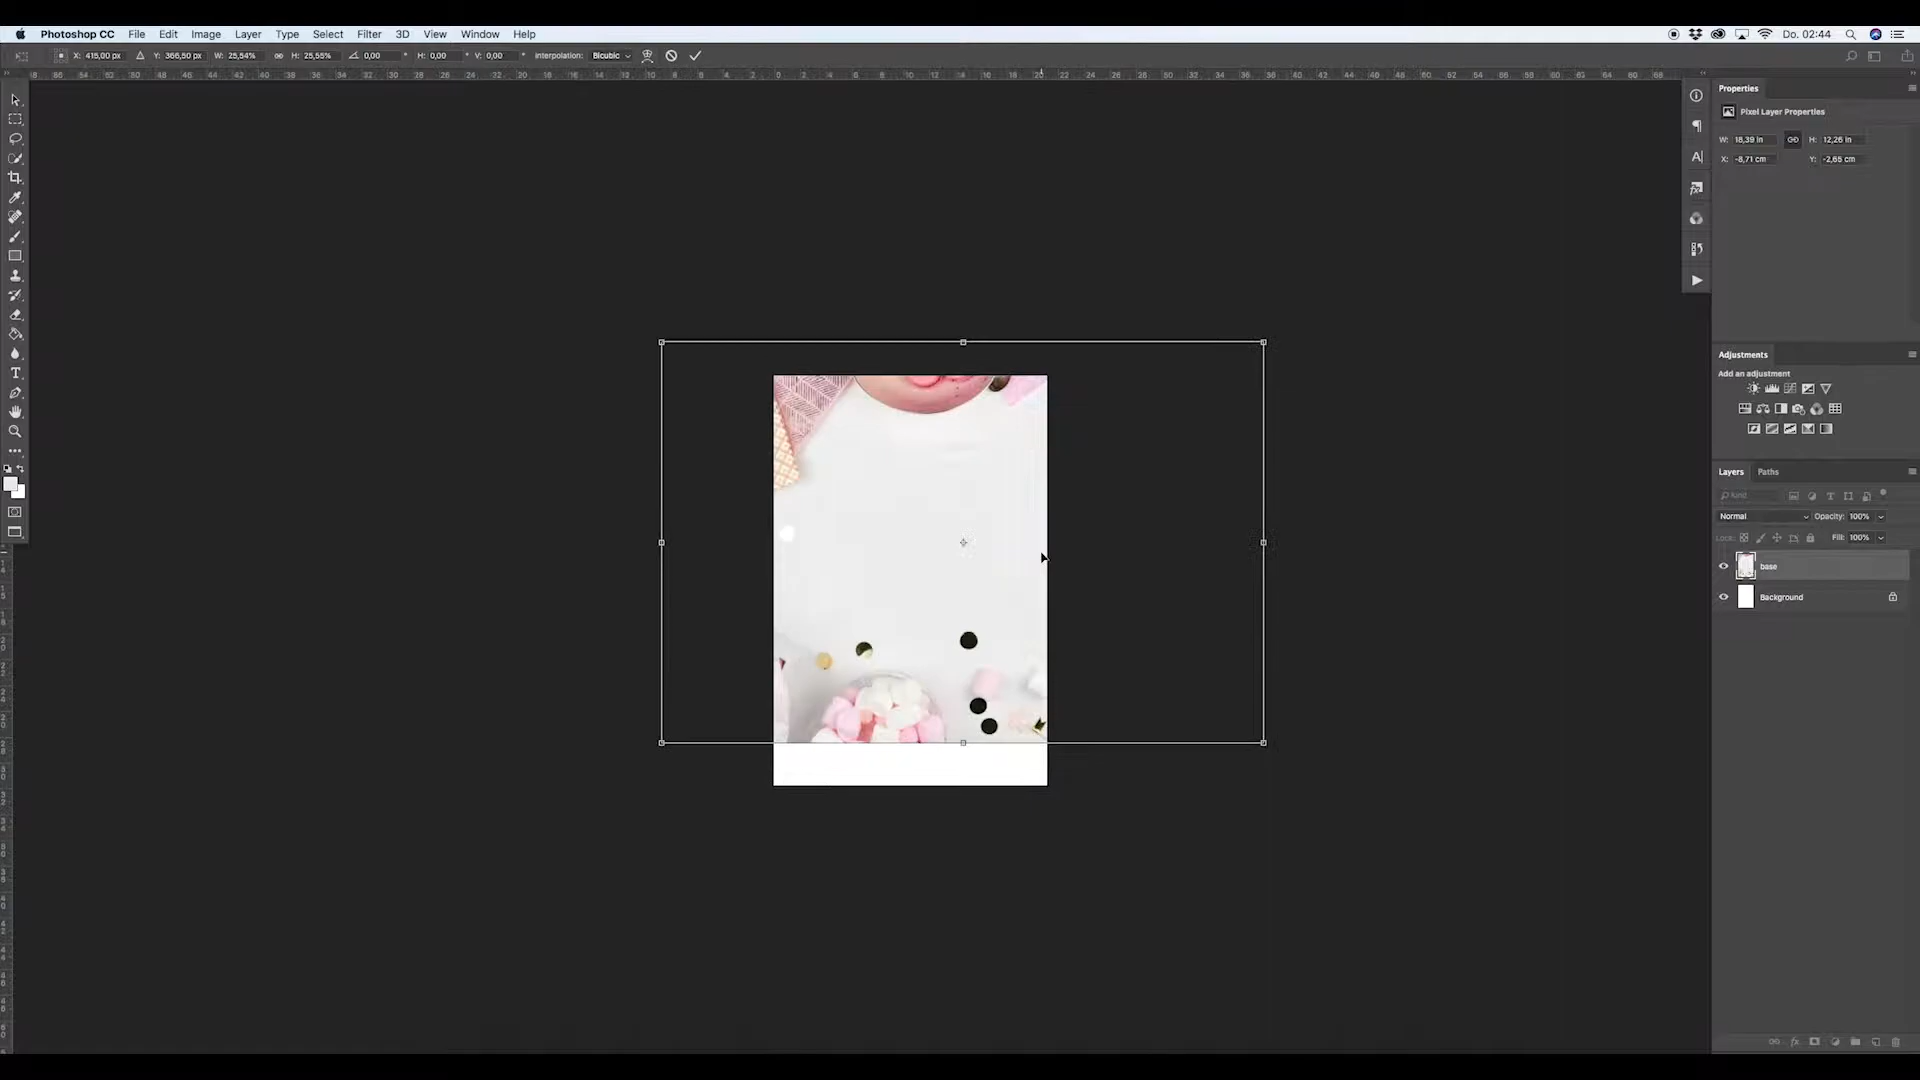 Photoshop CC File Edit Image Layer Type Select Filter 3D View Window Help Do. 02:44
X: 415,00 px Y: 366,50 px W: 25,54% H: 25,55% 0,00 ° H: 0,00 ° V: 0,00 ° Interpolation: Bicubic
Properties
Pixel Layer Properties
W: 18,39 in H: 12,26 in
X: -8,71 cm Y: -2,65 cm
Adjustments
Add an adjustment
Layers Paths
Kind
Normal Opacity: 100%
Lock: Fill: 100%
base
Background